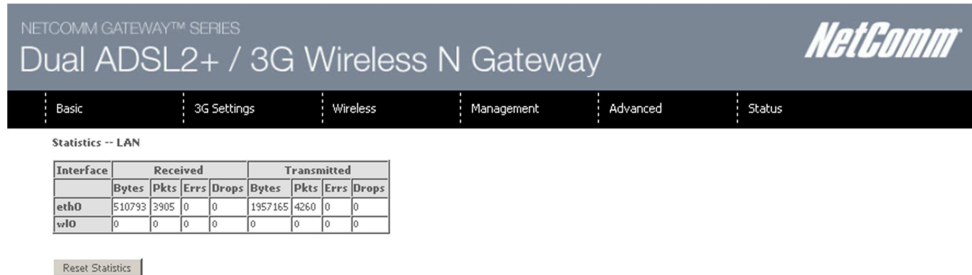 NETCOMM GATEWAY™ SERIES
Dual ADSL2+ / 3G Wireless N Gateway
NetComm
Basic 3G Settings Wireless Management Advanced Status
Statistics -- LAN
Interface Received Transmitted
Bytes Pkts Errs Drops Bytes Pkts Errs Drops
eth0 510793 3905 0 0 1957165 4260 0 0
wl0 0 0 0 0 0 0 0 0
Reset Statistics